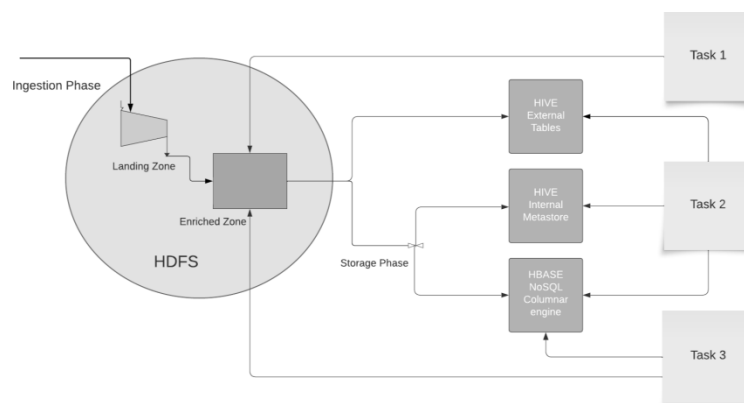 Ingestion Phase
Landing Zone
Enriched Zone
HDFS
Storage Phase
HIVE
External
Tables
HIVE
Internal
Metastore
HBASE
NoSQL
Columnar
engine
Task 1
Task 2
Task 3